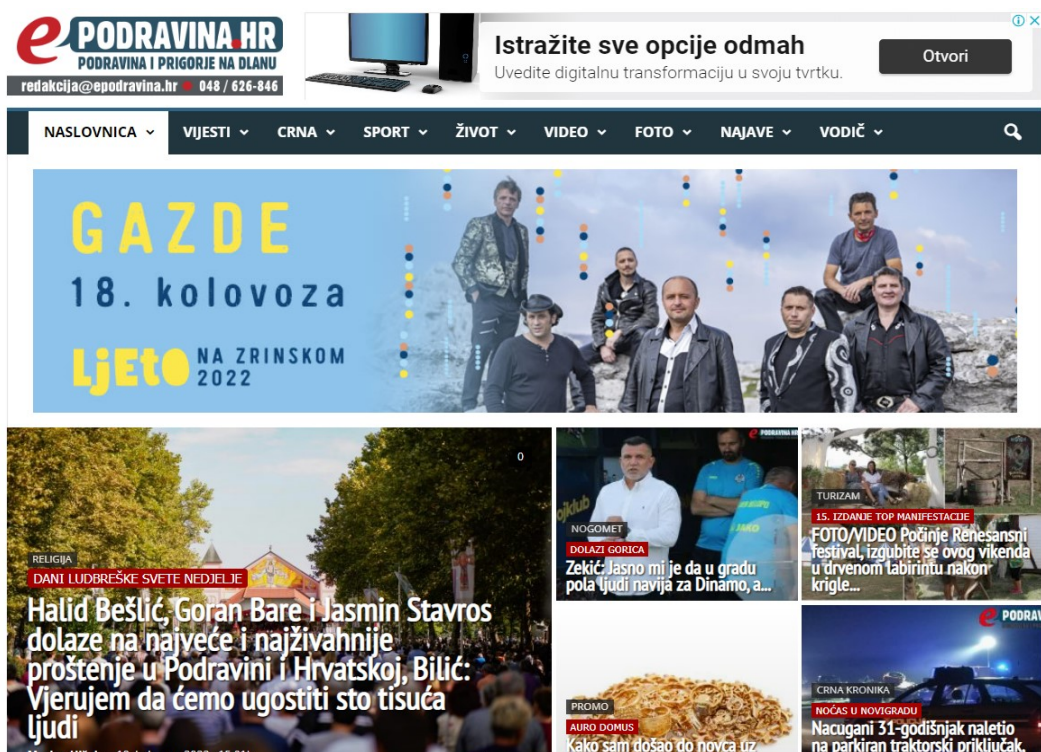 ePODRAVINA.HR
PODRAVINA I PRIGORJE NA DLANU
redakcija@epodravina.hr 048 / 626-846
Istražite sve opcije odmah
Uvedite digitalnu transformaciju u svoju tvrtku.
Otvori
NASLOVNICA VIJESTI CRNA SPORT ŽIVOT VIDEO FOTO NAJAVE VODIČ
GAZDE
18. kolovoza
LjEto NA ZRINSKOM
2022
0
RELIGIJA
DANI LUDBREŠKE SVETE NEDJELJE
Halid Bešlić, Goran Bare i Jasmin Stavros
dolaze na najveće i najživahnije
proštenje u Podravini i Hrvatskoj, Bilić:
Vjerujem da ćemo ugostiti sto tisuća
ljudi
ePODRAVINA.HR
NOGOMET
DOLAZI GORICA
Zekić: Jasno mi je da u gradu
pola ljudi navija za Dinamo, a...
TURIZAM
15. IZDANJE TOP MANIFESTACIJE
FOTO/VIDEO Počinje Renesansni
festival, izgubite se ovog vikenda
u drvenom labirintu nakon
krigle...
PROMO
AURO DOMUS
Kako sam došao do novca uz
e PODRAV
CRNA KRONIKA
NOĆAS U NOVIGRADU
Nacugani 31-godišnjak naletio
na parkiran traktorski priključak,